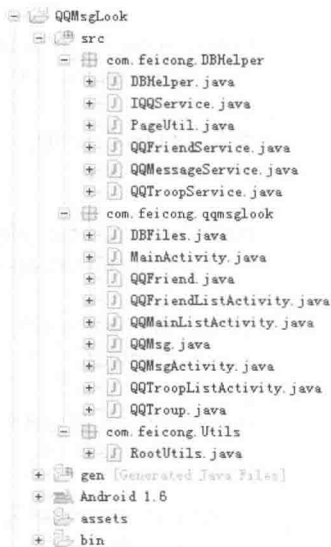 QQMsgLook
src
com.feicong.DBHelper
DBHelper.java
IQQService.java
PageUtil.java
QQFriendService.java
QQMessageService.java
QQTroopService.java
com.feicong.qqmsglook
DBFiles.java
MainActivity.java
QQFriend.java
QQFriendListActivity.java
QQMainListActivity.java
QQMsg.java
QQMsgActivity.java
QQTroopListActivity.java
QQTroup.java
com.feicong.Utils
RootUtils.java
gen [Generated Java Files]
Android 1.6
assets
bin